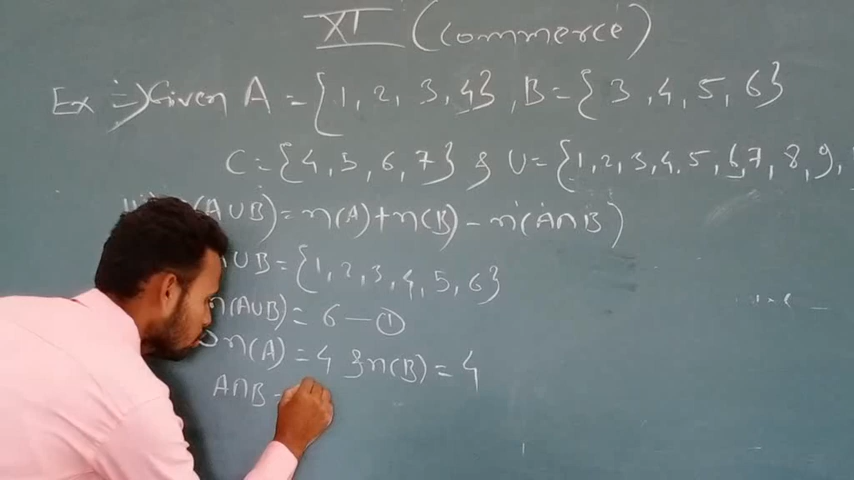 XI (Commerce)
Ex ⇒ Given A = {1, 2, 3, 4}, B = {3, 4, 5, 6}
C = {4, 5, 6, 7} & U = {1, 2, 3, 4, 5, 6, 7, 8, 9,
(A∪B) = n(A) + n(B) - n(A∩B)
∪B = {1, 2, 3, 4, 5, 6}
n(A∪B) = 6 — ①
n(A) = 4 & n(B) = 4
A∩B =